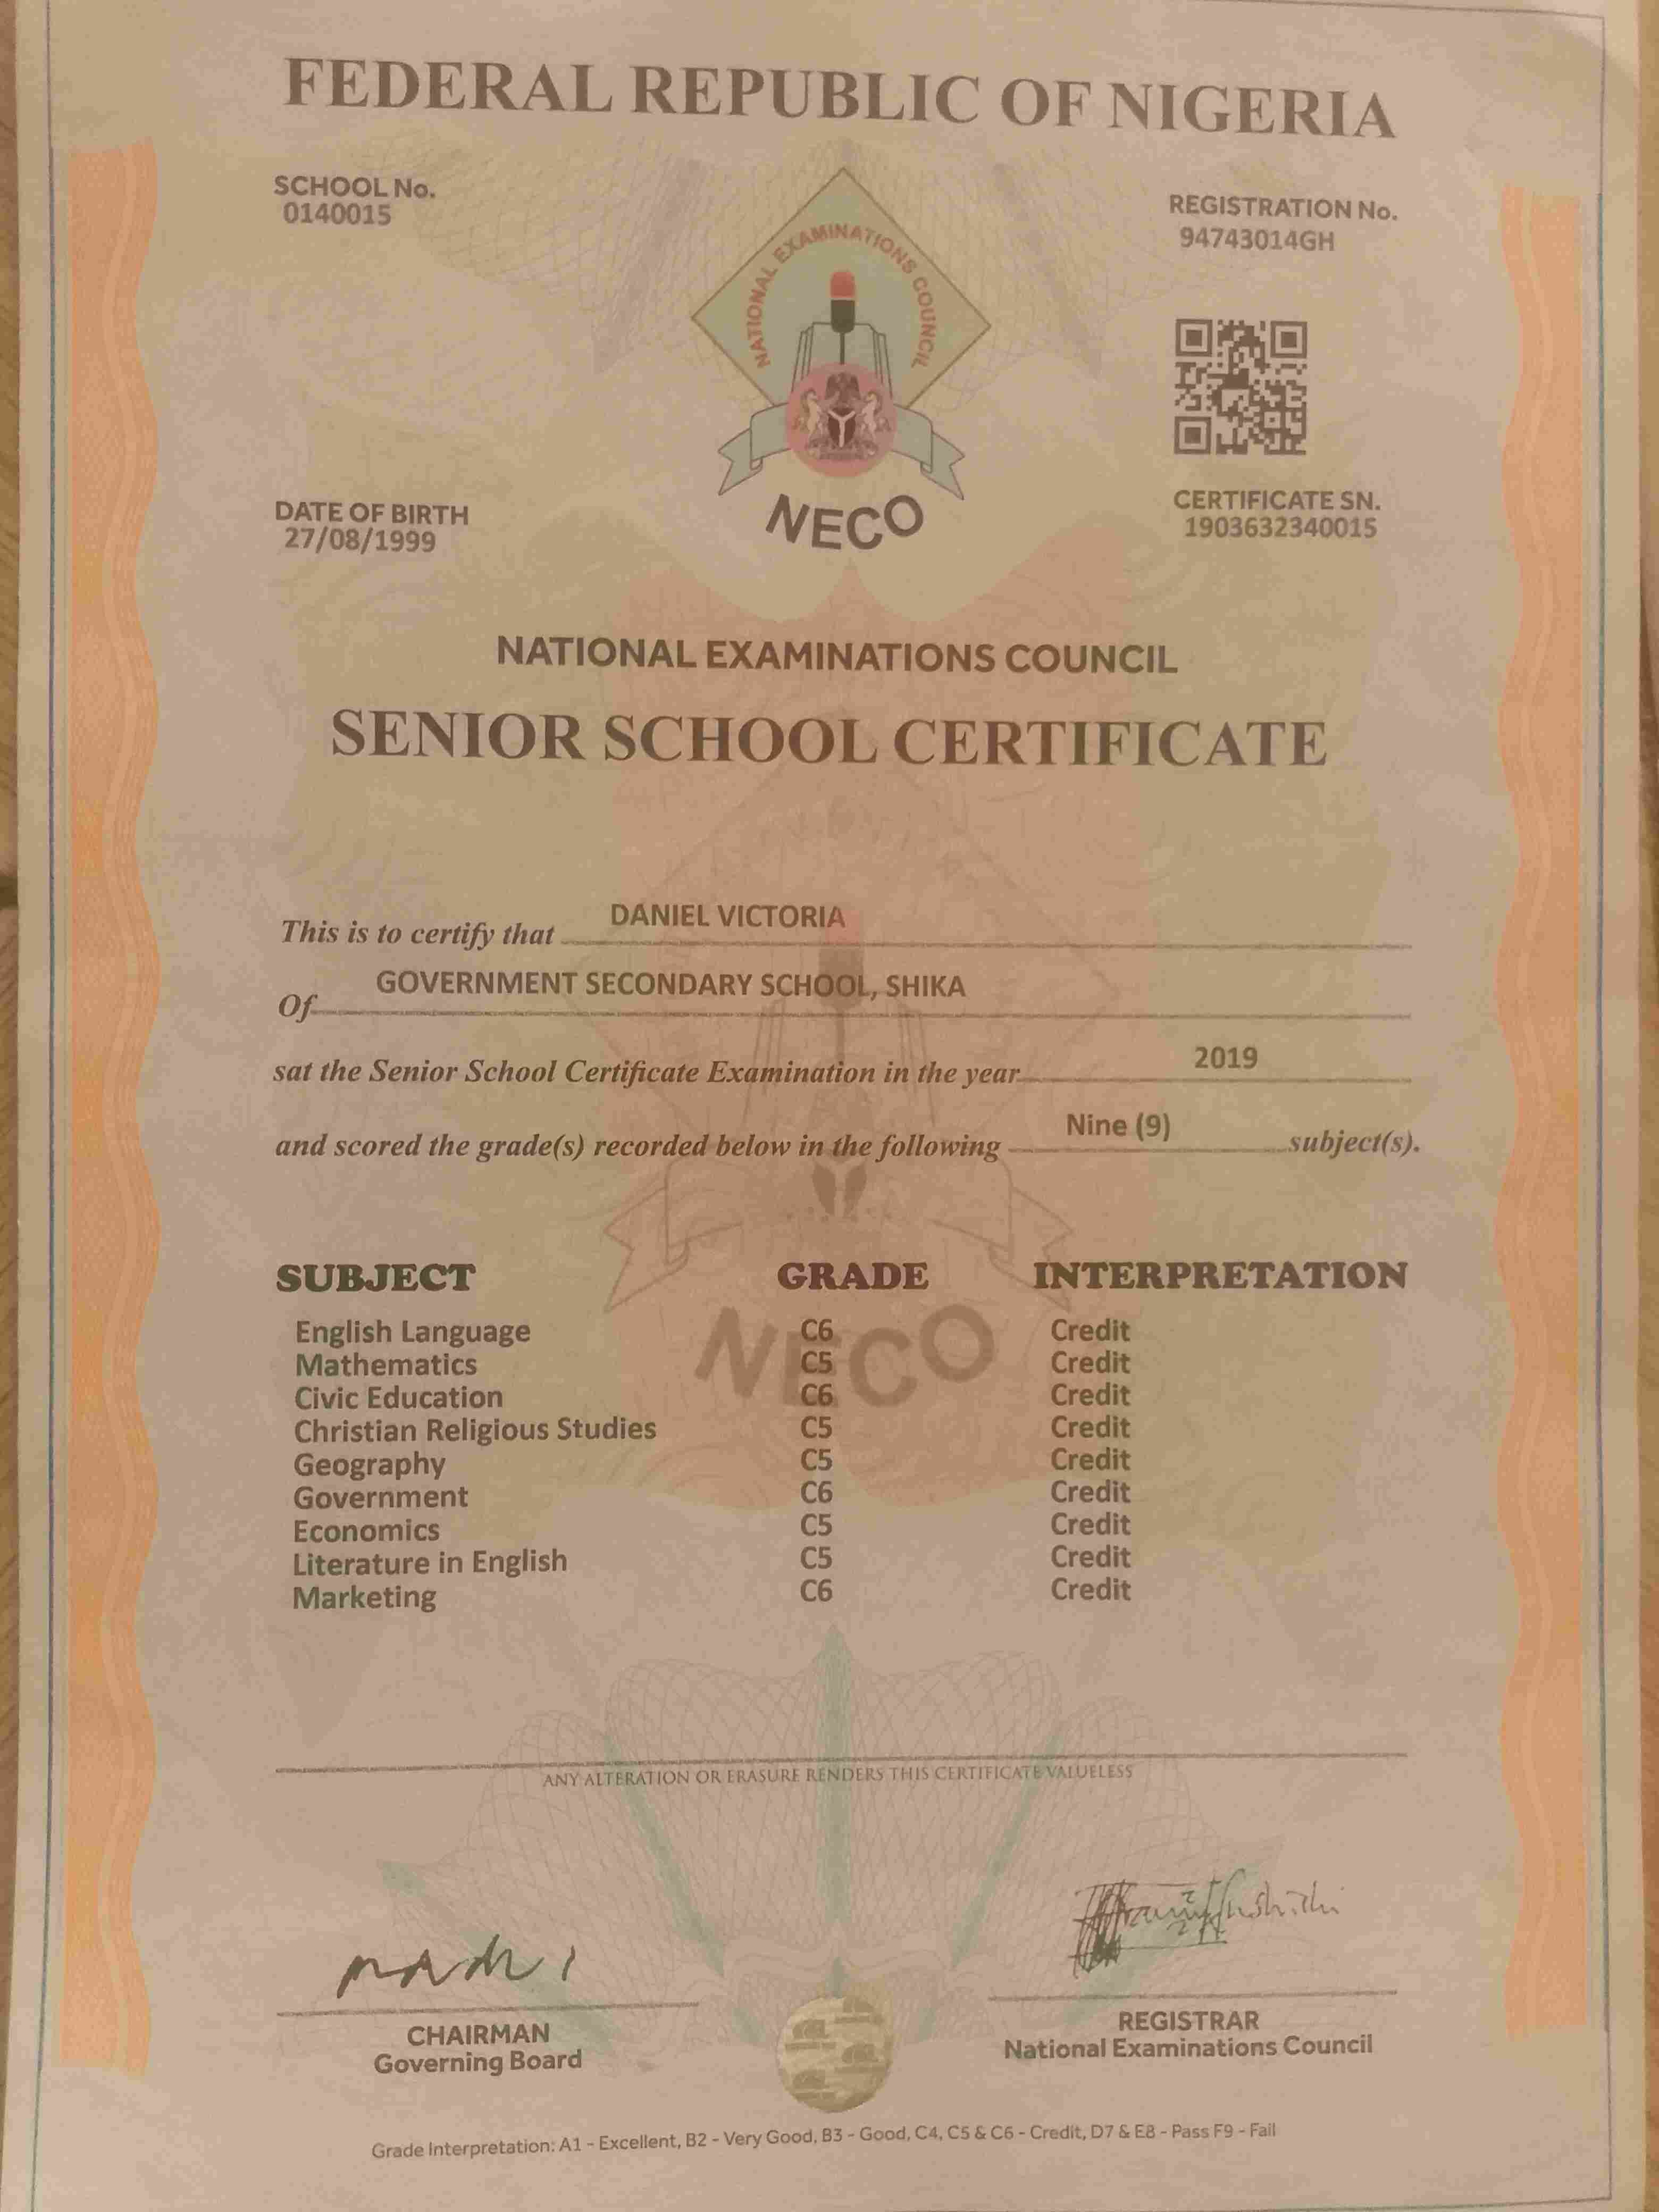 FEDERAL REPUBLIC OF NIGERIA
SCHOOL No.
0140015
REGISTRATION No.
94743014GH
NATIONAL EXAMINATIONS COUNCIL
NECO
DATE OF BIRTH
27/08/1999
CERTIFICATE SN.
1903632340015
NATIONAL EXAMINATIONS COUNCIL
SENIOR SCHOOL CERTIFICATE
This is to certify that DANIEL VICTORIA
Of GOVERNMENT SECONDARY SCHOOL, SHIKA
sat the Senior School Certificate Examination in the year 2019
and scored the grade(s) recorded below in the following Nine (9) subject(s).
SUBJECT GRADE INTERPRETATION
English Language C6 Credit
Mathematics C5 Credit
Civic Education C6 Credit
Christian Religious Studies C5 Credit
Geography C5 Credit
Government C6 Credit
Economics C5 Credit
Literature in English C5 Credit
Marketing C6 Credit
NECO
ANY ALTERATION OR ERASURE RENDERS THIS CERTIFICATE VALUELESS
CHAIRMAN
Governing Board
REGISTRAR
National Examinations Council
Grade Interpretation: A1 - Excellent, B2 - Very Good, B3 - Good, C4, C5 & C6 - Credit, D7 & E8 - Pass F9 - Fail